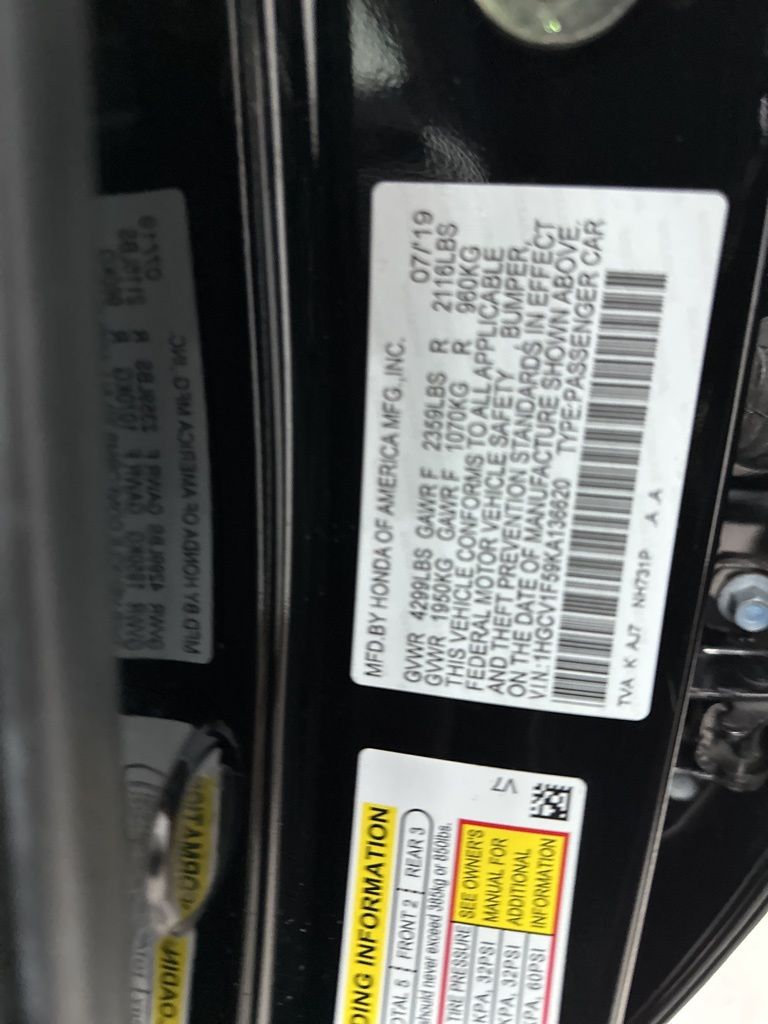 MFD.BY HONDA OF AMERICA MFG.,INC. 07/'19
GVWR 4299LBS GAWR F 2359LBS R 2116LBS
GVWR 1950KG GAWR F 1070KG R 960KG
THIS VEHICLE CONFORMS TO ALL APPLICABLE
FEDERAL MOTOR VEHICLE SAFETY BUMPER,
AND THEFT PREVENTION STANDARDS IN EFFECT
ON THE DATE OF MANUFACTURE SHOWN ABOVE.
V.I.N.:1HGCV1F59KA136620 TYPE:PASSENGER CAR
TVA K AJ7 NH731P A A
DING INFORMATION
OTAL 5 FRONT 2 REAR 3
should never exceed 385kg or 850lbs.
TIRE PRESSURE SEE OWNER'S
KPA, 32PSI MANUAL FOR
KPA, 32PSI ADDITIONAL
KPA, 60PSI INFORMATION
V7